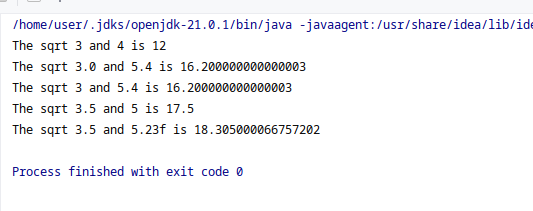 /home/user/.jdks/openjdk-21.0.1/bin/java -javaagent:/usr/share/idea/lib/ide
The sqrt 3 and 4 is 12
The sqrt 3.0 and 5.4 is 16.200000000000003
The sqrt 3 and 5.4 is 16.200000000000003
The sqrt 3.5 and 5 is 17.5
The sqrt 3.5 and 5.23f is 18.305000066757202
Process finished with exit code 0